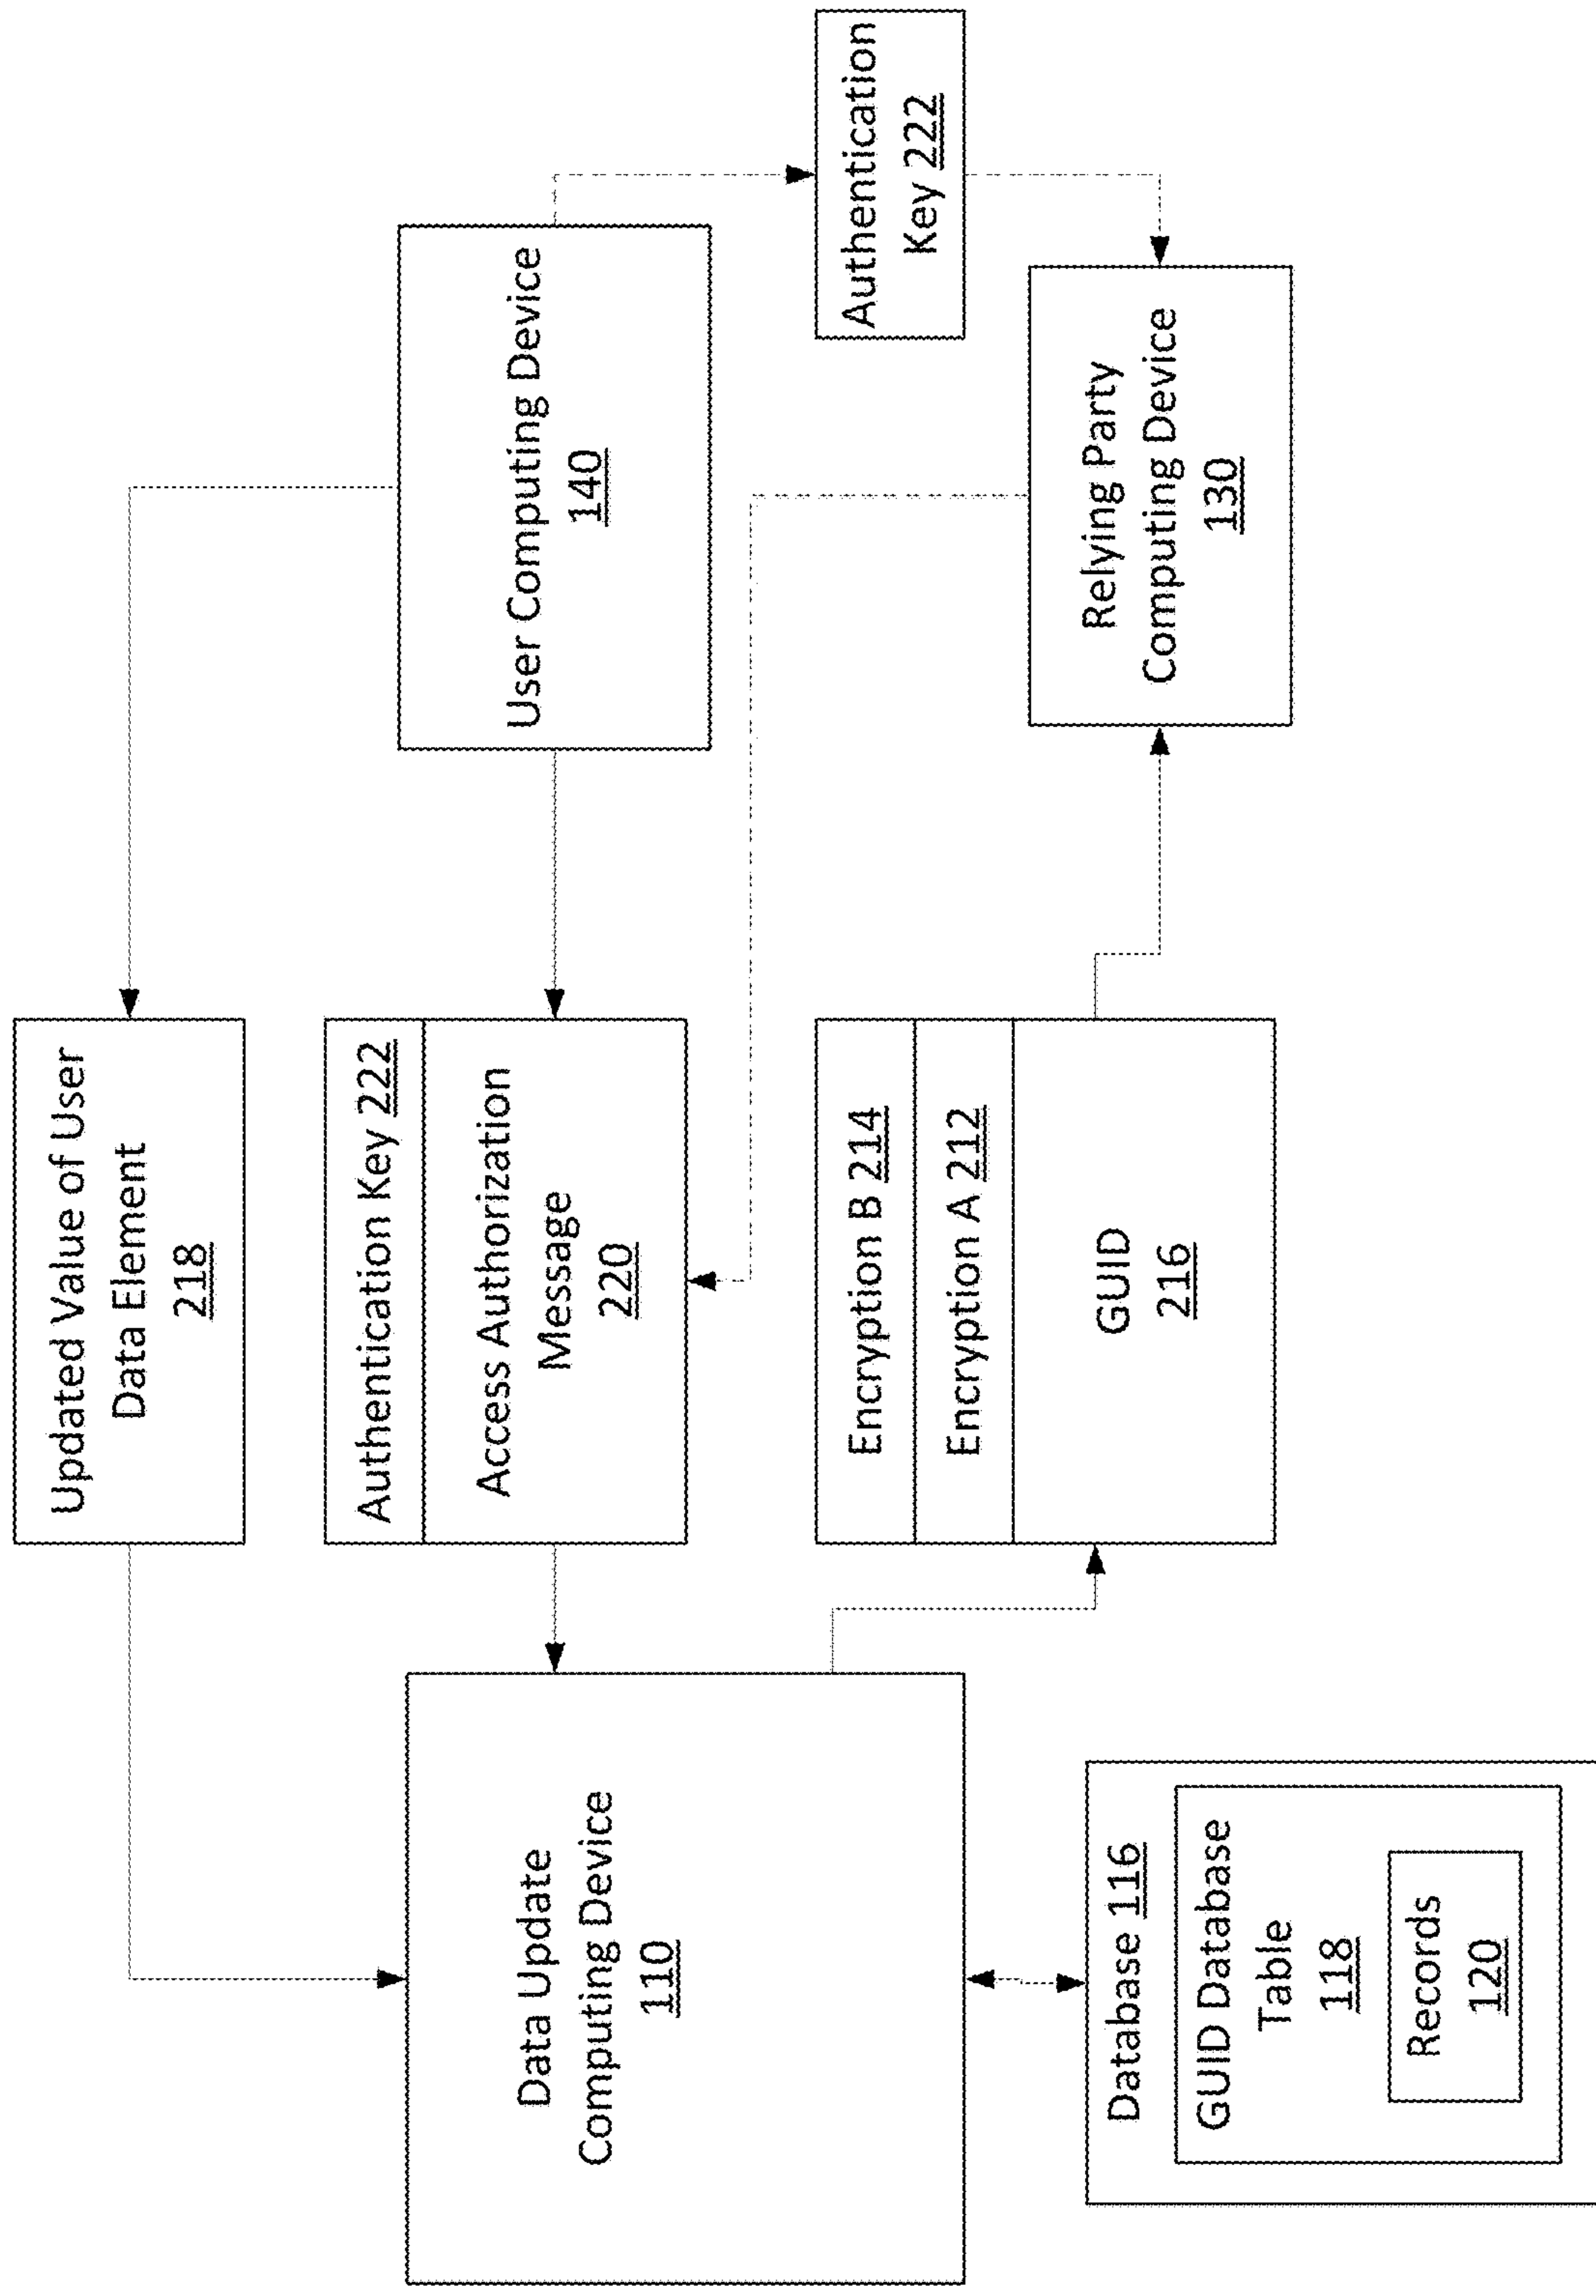 Updated Value of User
Data Element
218
Authentication Key 222
Access Authorization
Message
220
User Computing Device
140
Data Update
Computing Device
110
Encryption B 214
Encryption A 212
GUID
216
Authentication
Key 222
Relying Party
Computing Device
130
Database 116
GUID Database
Table
118
Records
120